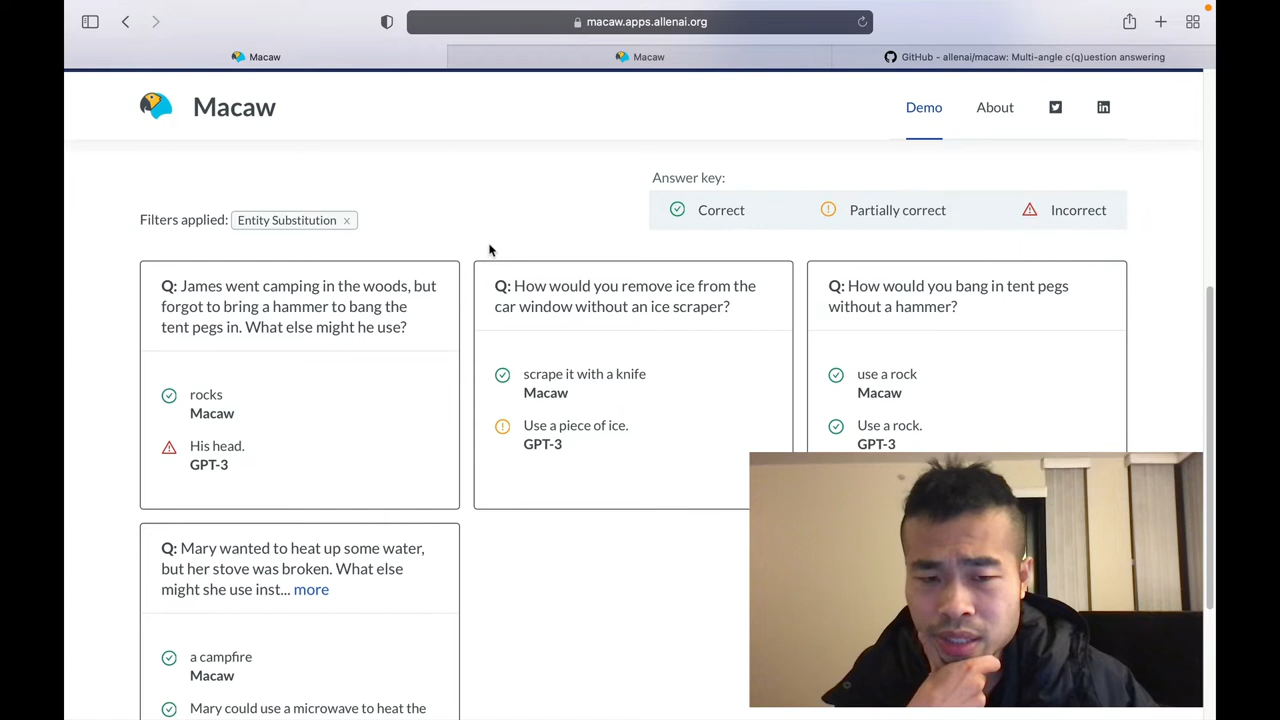 macaw.apps.allenai.org
Macaw
Macaw
GitHub - allenai/macaw: Multi-angle c(q)uestion answering
Macaw
Demo
About
Answer key:
Filters applied:
Entity Substitution ×
Correct
Partially correct
Incorrect
Q: James went camping in the woods, but
forgot to bring a hammer to bang the
tent pegs in. What else might he use?
rocks
Macaw
His head.
GPT-3
Q: How would you remove ice from the
car window without an ice scraper?
scrape it with a knife
Macaw
Use a piece of ice.
GPT-3
Q: How would you bang in tent pegs
without a hammer?
use a rock
Macaw
Use a rock.
GPT-3
Q: Mary wanted to heat up some water,
but her stove was broken. What else
might she use inst... more
a campfire
Macaw
Mary could use a microwave to heat the